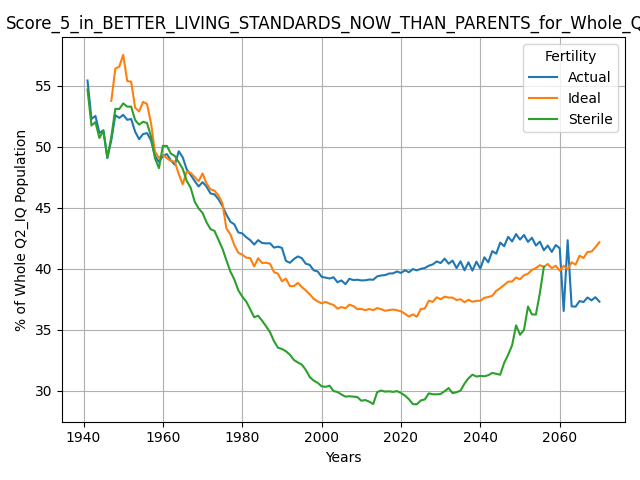 Score_5_in_BETTER_LIVING_STANDARDS_NOW_THAN_PARENTS_for_Whole_Q
Fertility
Actual
Ideal
Sterile
% of Whole Q2_IQ Population
55
50
45
40
35
30
1940 1960 1980 2000 2020 2040 2060
Years